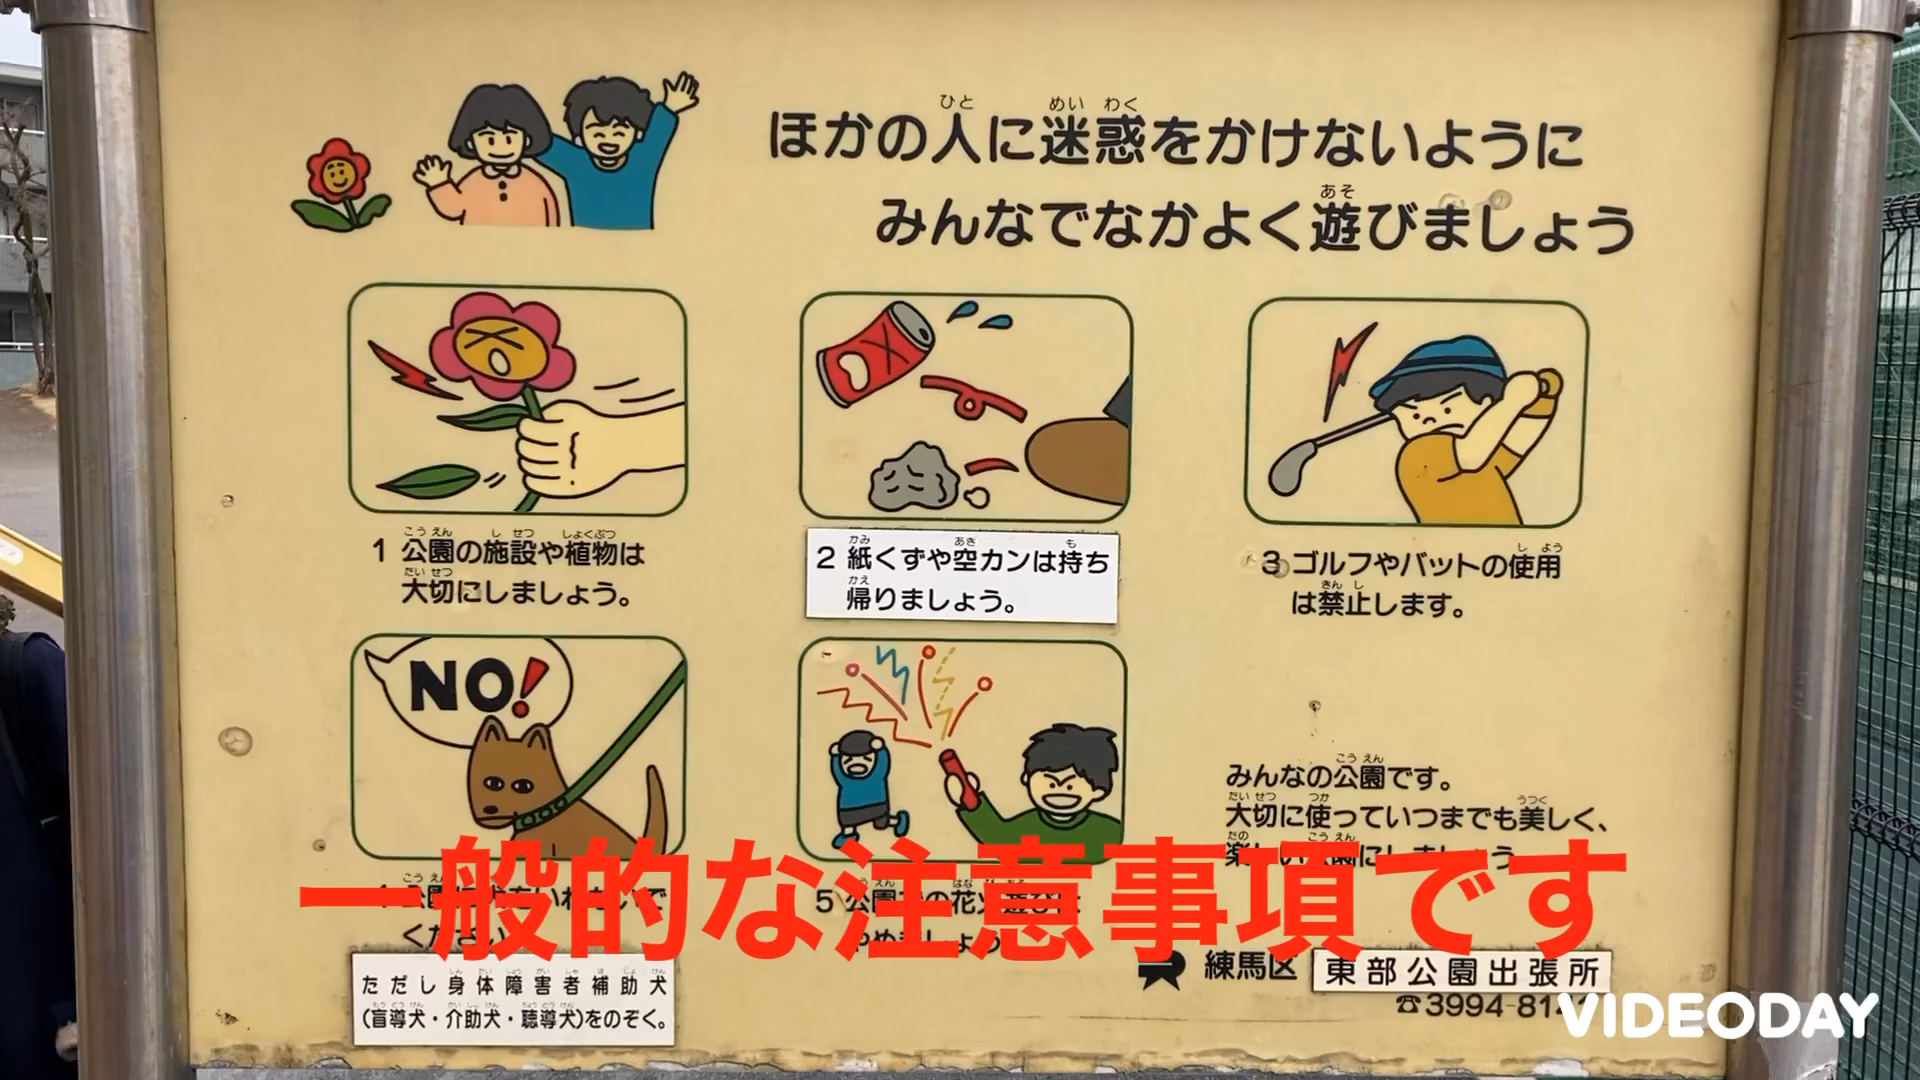 ほかの人に迷惑をかけないように
みんなでなかよく遊びましょう
1 公園の施設や植物は
大切にしましょう。
2 紙くずや空カンは持ち
帰りましょう。
3 ゴルフやバットの使用
は禁止します。
NO!
みんなの公園です。
大切に使っていつまでも美しく、
一般的な注意事項です
5 公園
ください
ただし身体障害者補助犬
(盲導犬・介助犬・聴導犬)をのぞく。
練馬区 東部公園出張所
☎3994-81
VIDEODAY